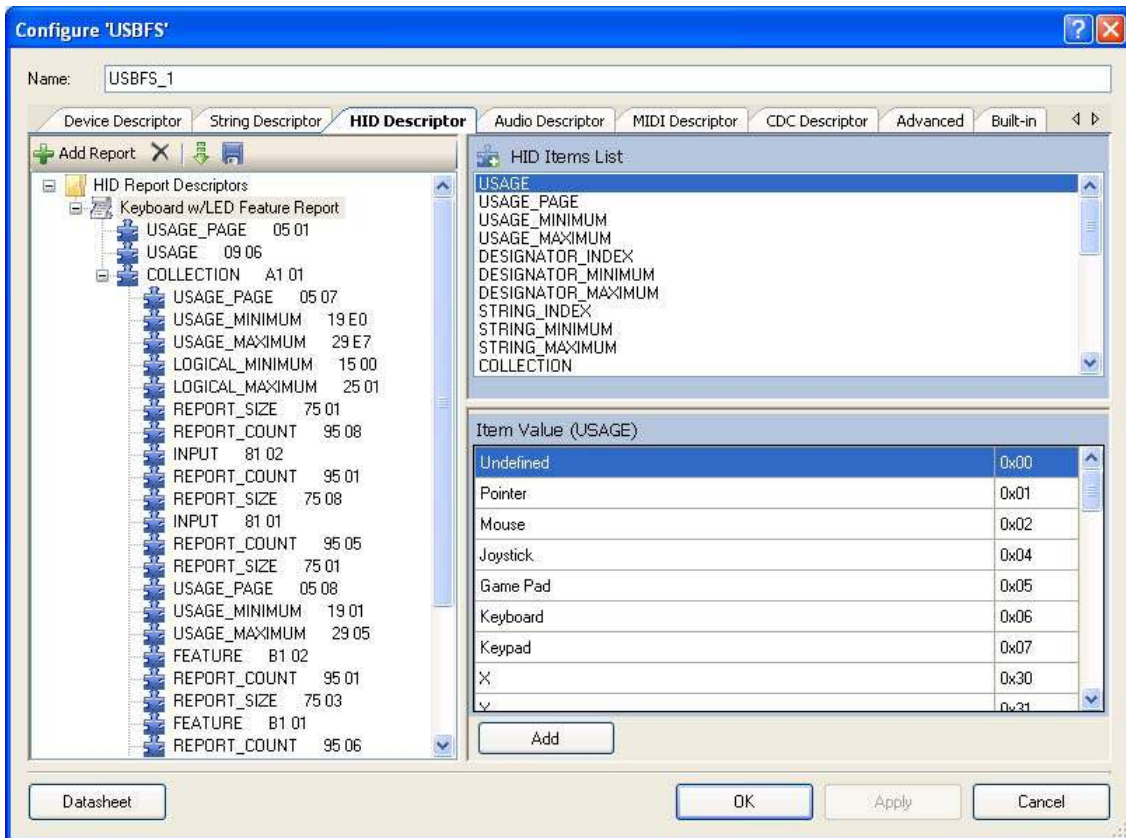 Configure 'USBFS'
Name: USBFS_1
Device Descriptor String Descriptor HID Descriptor Audio Descriptor MIDI Descriptor CDC Descriptor Advanced Built-in
Add Report
HID Report Descriptors
Keyboard w/LED Feature Report
USAGE_PAGE 05 01
USAGE 09 06
COLLECTION A1 01
USAGE_PAGE 05 07
USAGE_MINIMUM 19 E0
USAGE_MAXIMUM 29 E7
LOGICAL_MINIMUM 15 00
LOGICAL_MAXIMUM 25 01
REPORT_SIZE 75 01
REPORT_COUNT 95 08
INPUT 81 02
REPORT_COUNT 95 01
REPORT_SIZE 75 08
INPUT 81 01
REPORT_COUNT 95 05
REPORT_SIZE 75 01
USAGE_PAGE 05 08
USAGE_MINIMUM 19 01
USAGE_MAXIMUM 29 05
FEATURE B1 02
REPORT_COUNT 95 01
REPORT_SIZE 75 03
FEATURE B1 01
REPORT_COUNT 95 06
HID Items List
USAGE
USAGE_PAGE
USAGE_MINIMUM
USAGE_MAXIMUM
DESIGNATOR_INDEX
DESIGNATOR_MINIMUM
DESIGNATOR_MAXIMUM
STRING_INDEX
STRING_MINIMUM
STRING_MAXIMUM
COLLECTION
Item Value (USAGE)
Undefined 0x00
Pointer 0x01
Mouse 0x02
Joystick 0x04
Game Pad 0x05
Keyboard 0x06
Keypad 0x07
X 0x30
Y 0x31
Add
Datasheet OK Apply Cancel